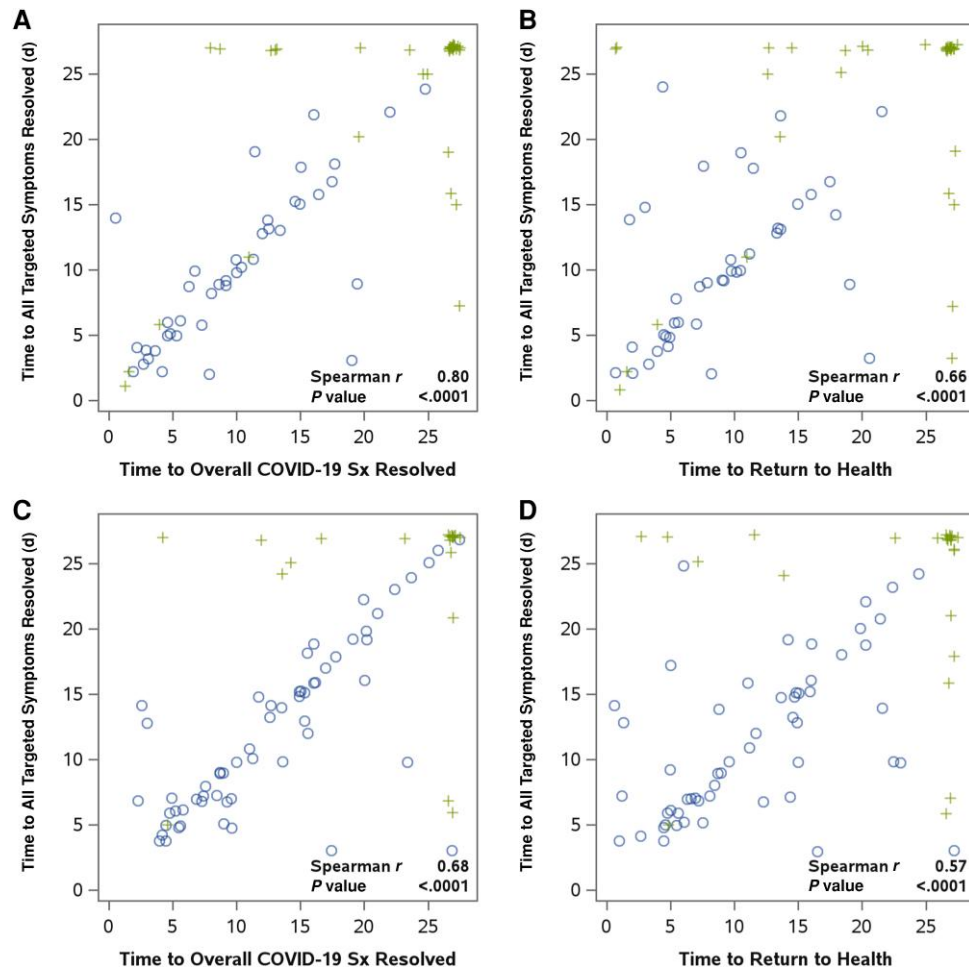 A
B
Time to All Targeted Symptoms Resolved (d)
25
20
15
10
5
0
Spearman r 0.80
P value <.0001
0 5 10 15 20 25
Time to Overall COVID-19 Sx Resolved
Time to All Targeted Symptoms Resolved (d)
25
20
15
10
5
0
Spearman r 0.66
P value <.0001
0 5 10 15 20 25
Time to Return to Health
C
D
Time to All Targeted Symptoms Resolved (d)
25
20
15
10
5
0
Spearman r 0.68
P value <.0001
0 5 10 15 20 25
Time to Overall COVID-19 Sx Resolved
Time to All Targeted Symptoms Resolved (d)
25
20
15
10
5
0
Spearman r 0.57
P value <.0001
0 5 10 15 20 25
Time to Return to Health